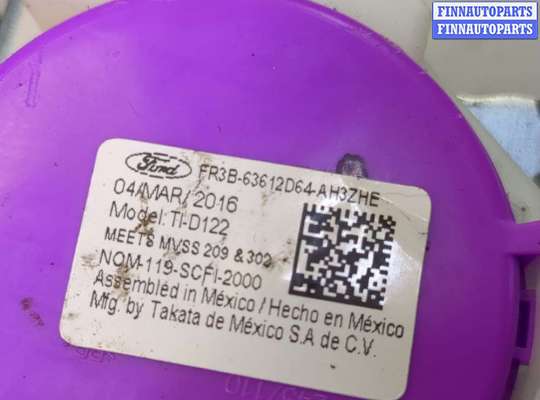 FINNAUTOPARTS
FINNAUTOPARTS
Ford FR3B-63612D64-AH3ZHE
04/MAR/2016
Model: TI-D122
MEETS MVSS 209 & 302
NOM-119-SCFI-2000
Assembled in México / Hecho en México
Mfg. by Takata de México S.A de C.V.